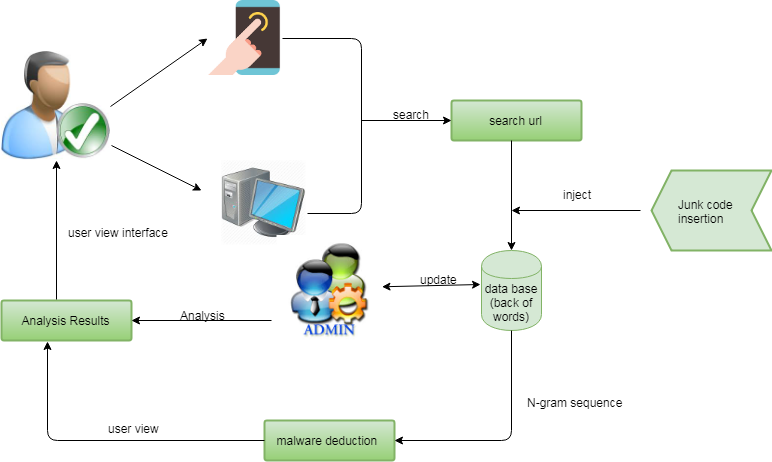 search
search url
inject
Junk code
insertion
user view interface
update
data base
(back of
words)
ADMIN
Analysis Results
Analysis
N-gram sequence
user view
malware deduction